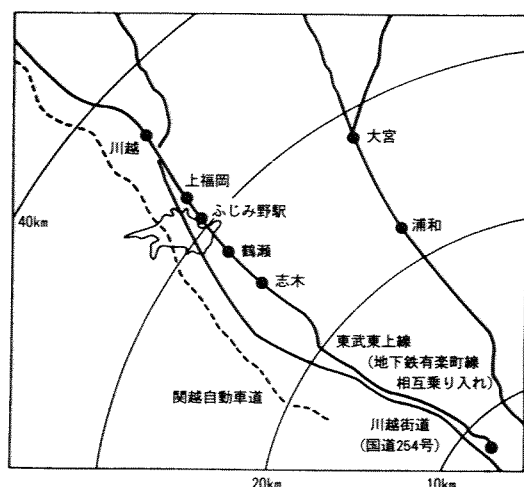 大宮
川越
上福岡
ふじみ野駅
40km
浦和
鶴瀬
志木
東武東上線
（地下鉄有楽町線
相互乗り入れ）
関越自動車道
川越街道
（国道254号）
20km
10km